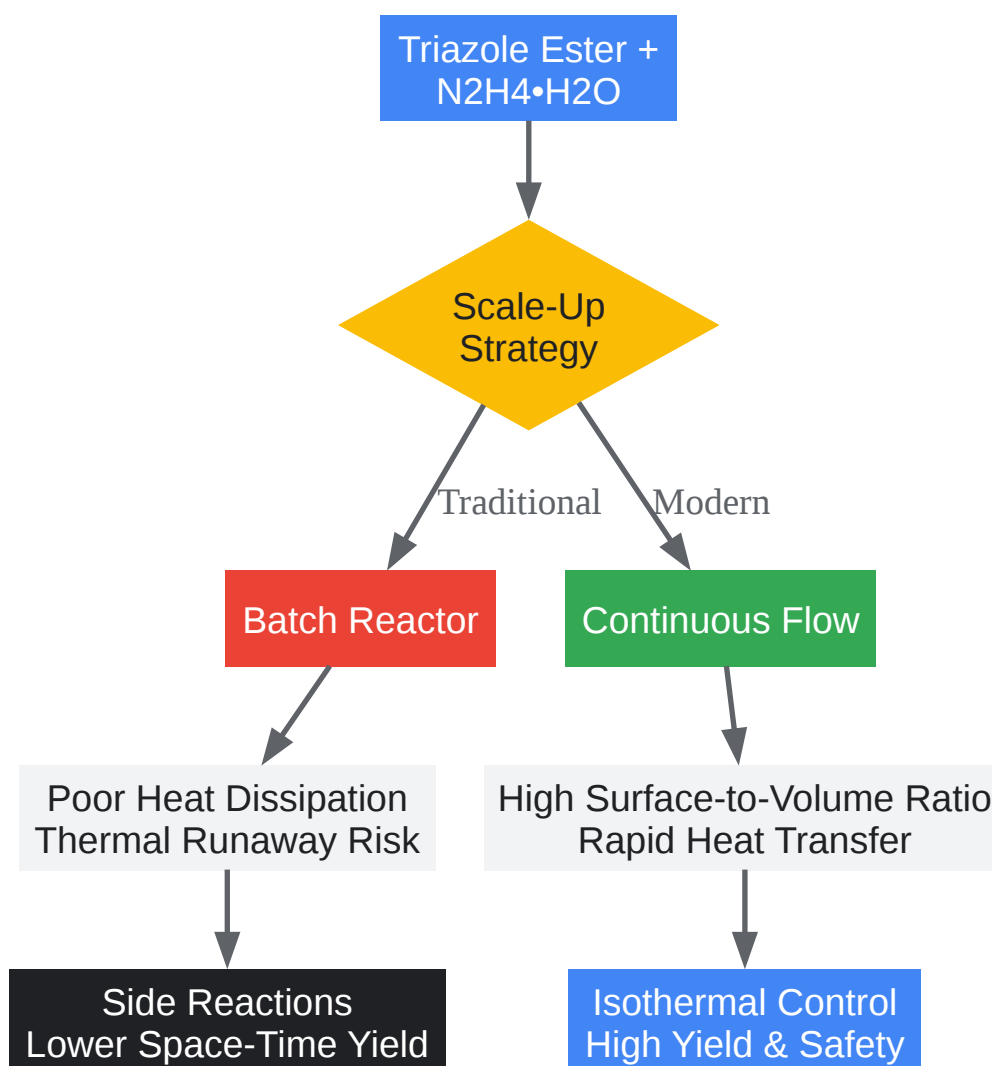 Triazole Ester +
N2H4•H2O
Scale-Up
Strategy
Traditional
Modern
Batch Reactor
Continuous Flow
Poor Heat Dissipation
Thermal Runaway Risk
High Surface-to-Volume Ratio
Rapid Heat Transfer
Side Reactions
Lower Space-Time Yield
Isothermal Control
High Yield & Safety